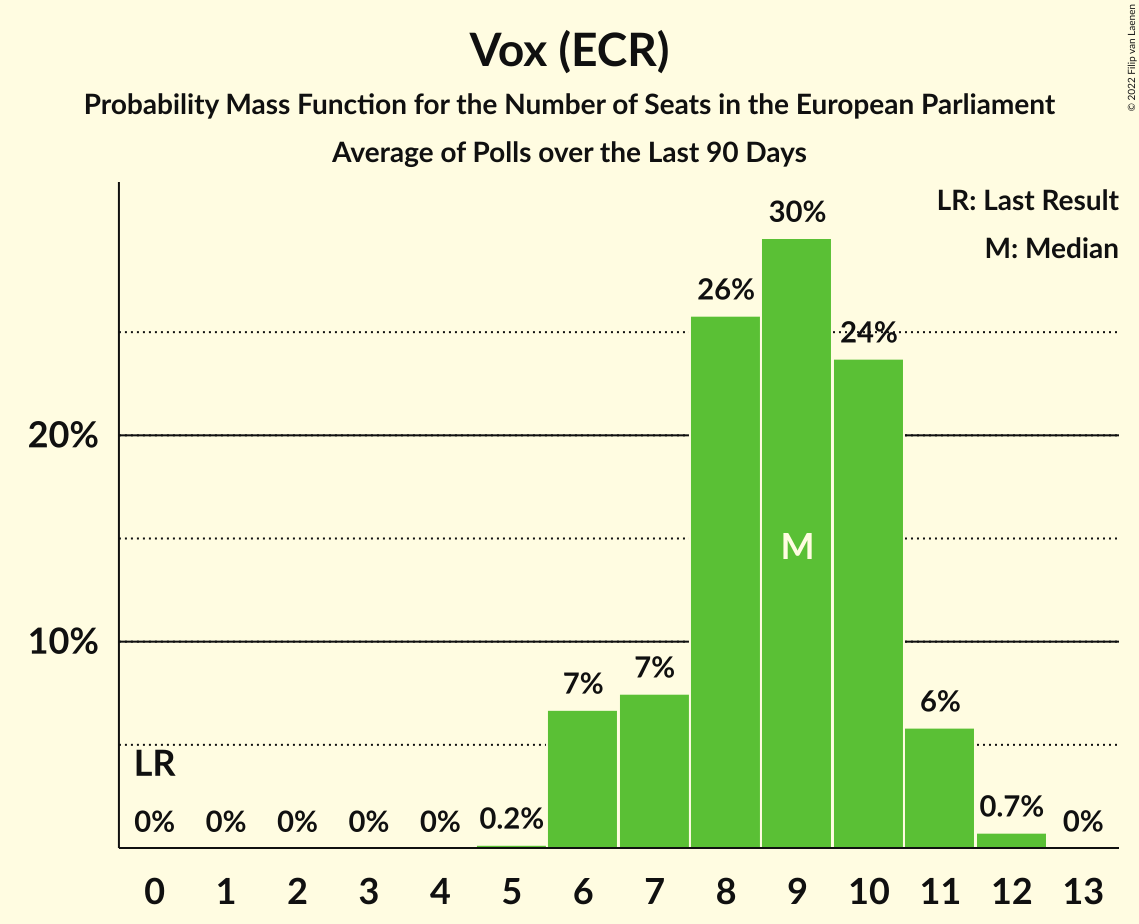 Vox (ECR)
Probability Mass Function for the Number of Seats in the European Parliament
Average of Polls over the Last 90 Days
© 2022 Filip van Laenen
LR: Last Result
M: Median
30%
26%
24%
20%
M
10%
7%
7%
6%
LR
0%
0%
0%
0%
0%
0.2%
0.7%
0%
0 1 2 3 4 5 6 7 8 9 10 11 12 13